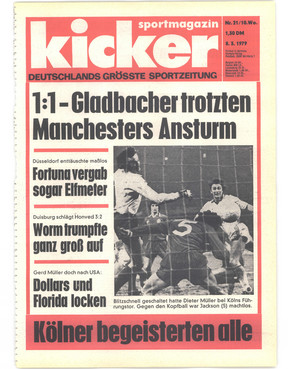 sportmagazin
kicker
DEUTSCHLANDS GRÖSSTE SPORTZEITUNG
Nr. 21/10.Wo.
1,50 DM
8. 3. 1979
1:1-Gladbacher trotzten
Manchesters Ansturm
Düsseldorf enttäuschte maßlos
Fortuna vergab
sogar Elfmeter
Duisburg schlägt Honved 3:2
Worm trumpfte
ganz groß auf
Gerd Müller doch nach USA:
Dollars und
Florida locken
Blitzschnell geschaltet hatte Dieter Müller bei Kölns Füh-
rungstor. Gegen den Kopfball war Jackson (5) machtlos.
Kölner begeisterten alle